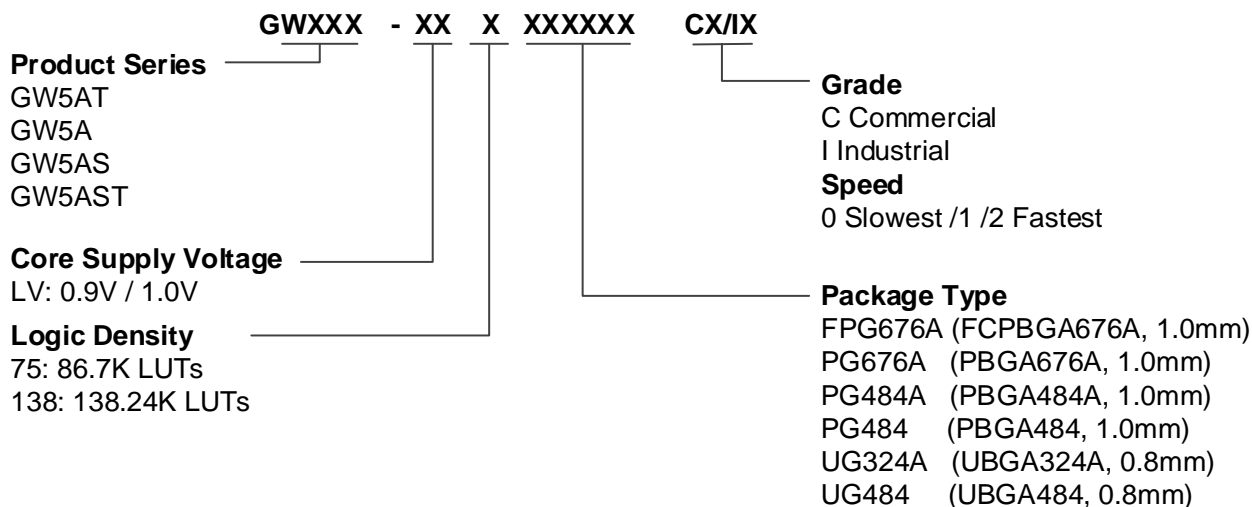 GWXXX - XX X XXXXXX CX/IX
Product Series
GW5AT
GW5A
GW5AS
GW5AST
Core Supply Voltage
LV: 0.9V / 1.0V
Logic Density
75: 86.7K LUTs
138: 138.24K LUTs
Grade
C Commercial
I Industrial
Speed
0 Slowest /1 /2 Fastest
Package Type
FPG676A (FCPBGA676A, 1.0mm)
PG676A (PBGA676A, 1.0mm)
PG484A (PBGA484A, 1.0mm)
PG484 (PBGA484, 1.0mm)
UG324A (UBGA324A, 0.8mm)
UG484 (UBGA484, 0.8mm)